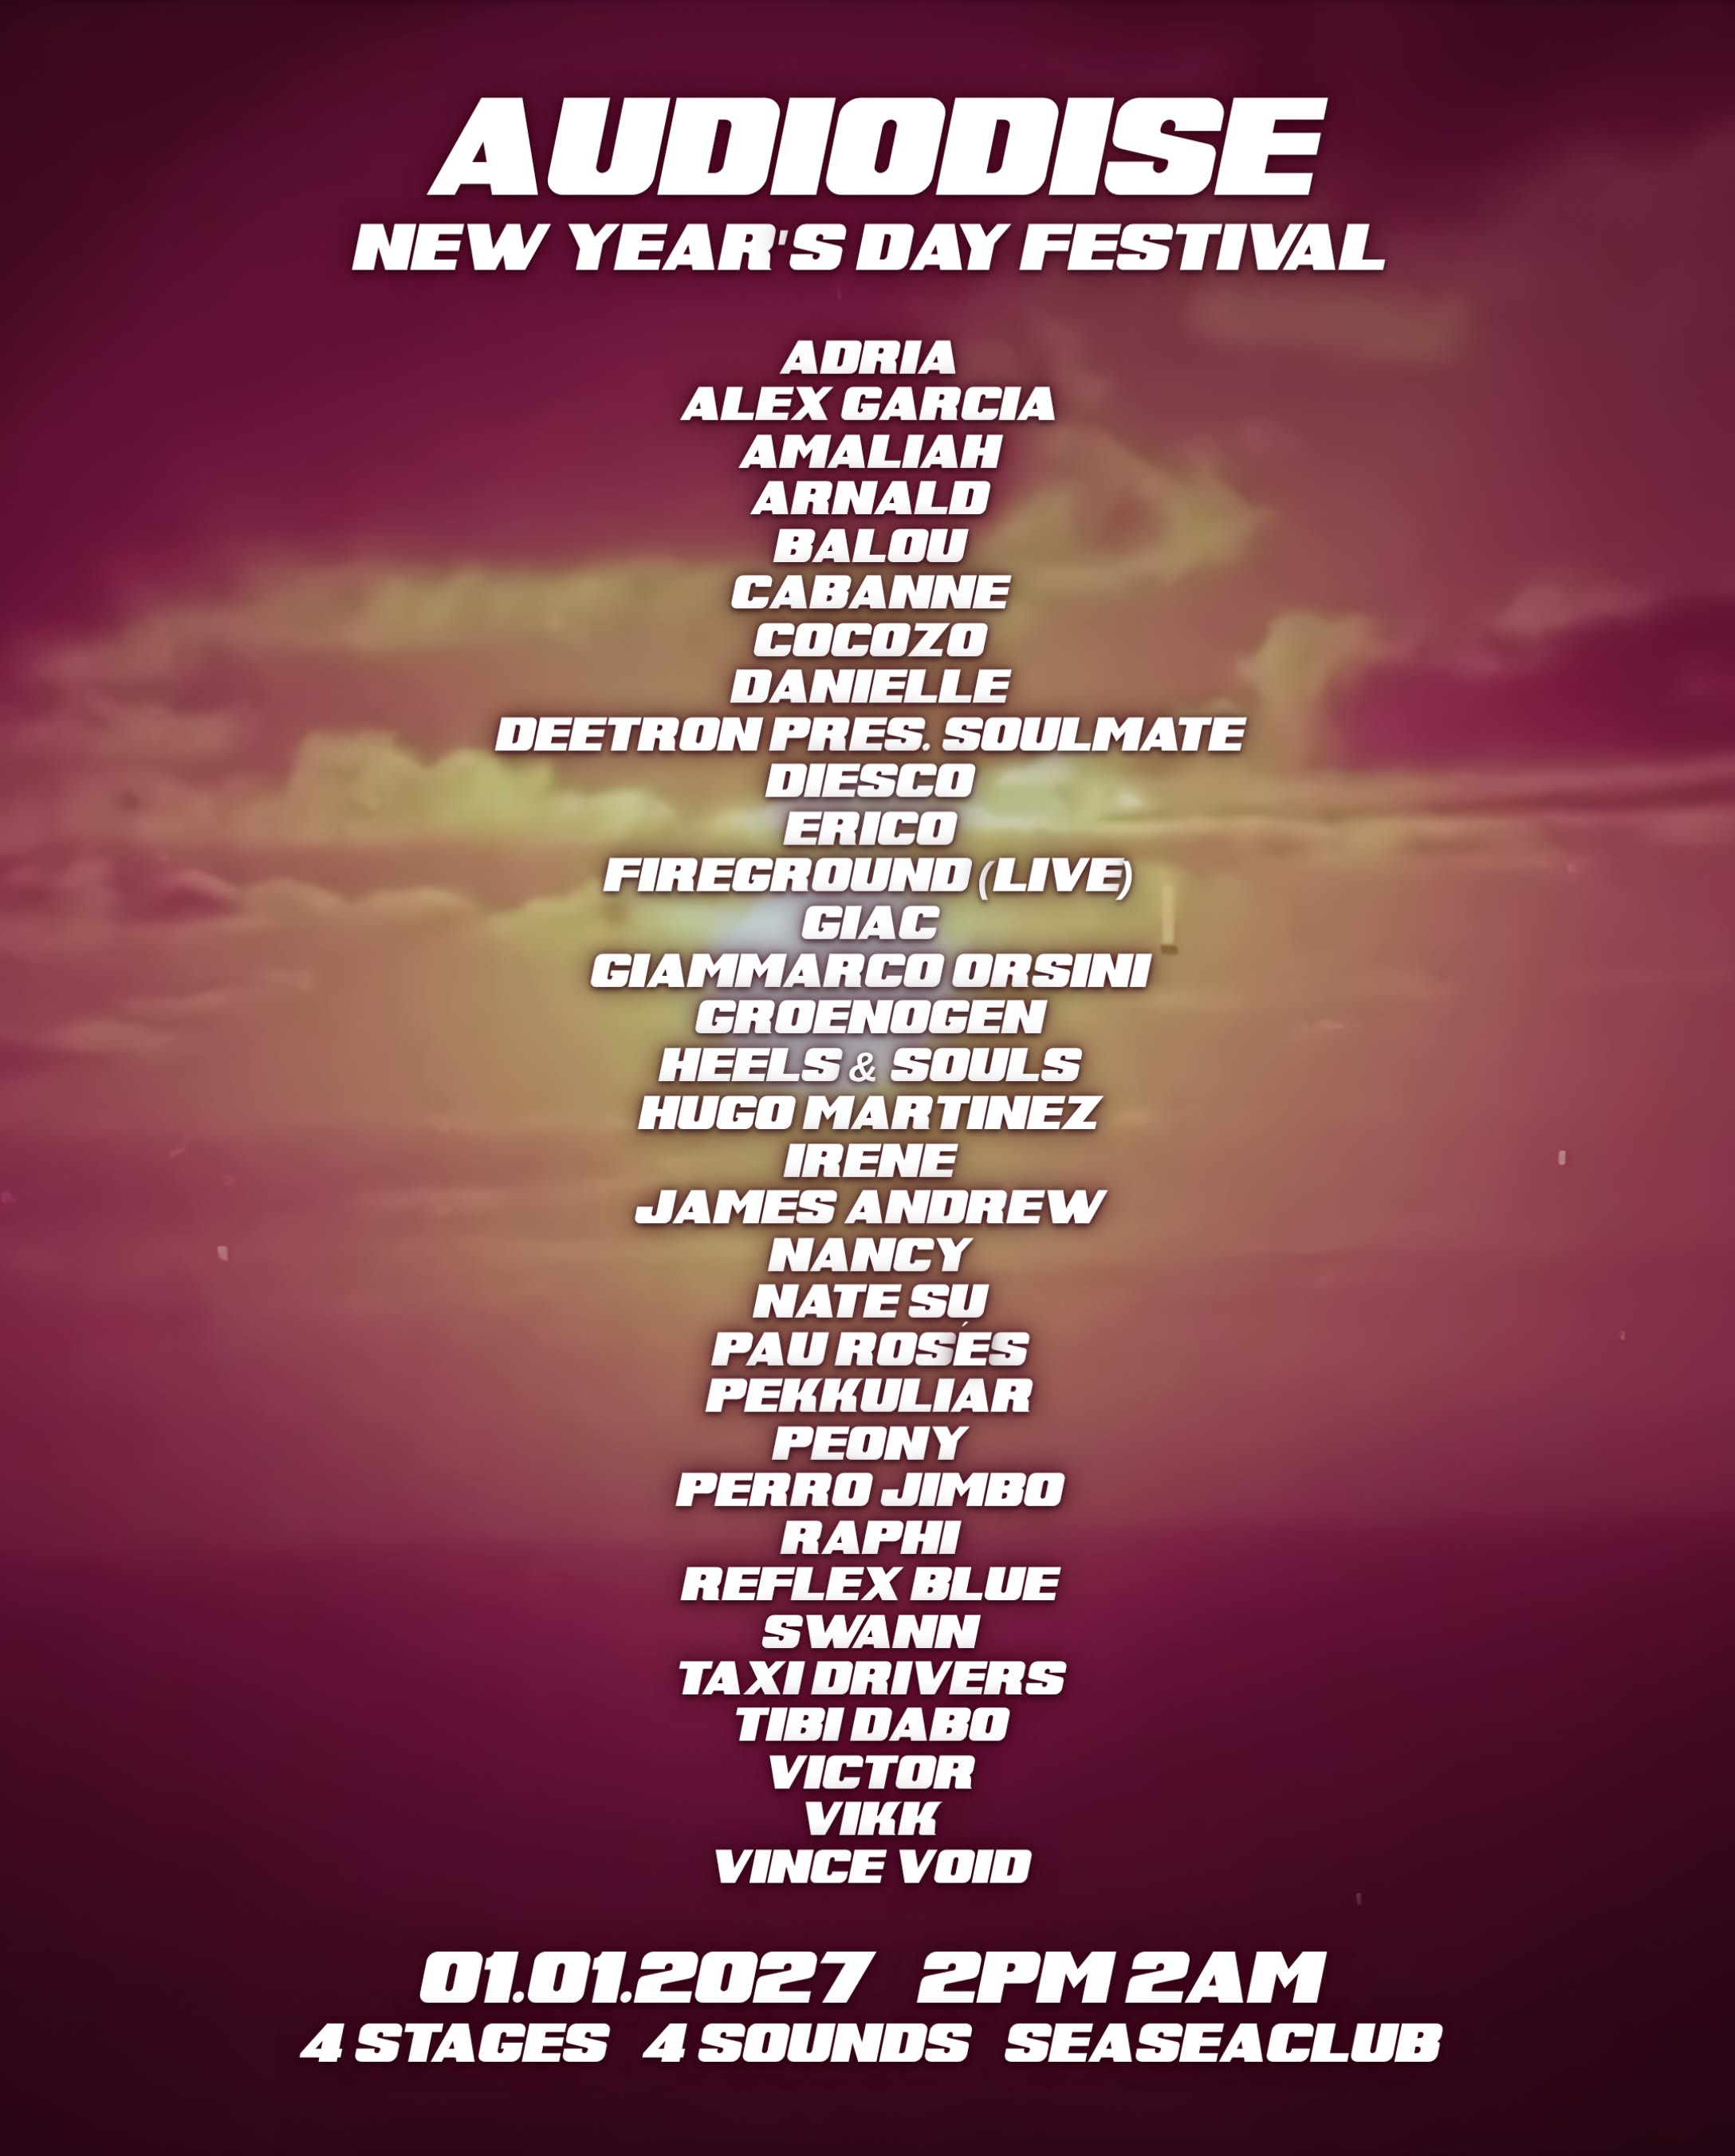 AUDIODISE
NEW YEAR'S DAY FESTIVAL
ADRIA
ALEX GARCIA
AMALIAH
ARNALD
BALOU
CABANNE
COCOZO
DANIELLE
DEETRON PRES. SOULMATE
DIESCO
ERICO
FIREGROUND (LIVE)
GIAC
GIAMMARCO ORSINI
GROENOGEN
HEELS & SOULS
HUGO MARTINEZ
IRENE
JAMES ANDREW
NANCY
NATE SU
PAU ROSÉS
PEKKULIAR
PEONY
PERRO JIMBO
RAPHI
REFLEX BLUE
SWANN
TAXI DRIVERS
TIBI DABO
VICTOR
VIKK
VINCE VOID
01.01.2027 2PM 2AM
4 STAGES 4 SOUNDS SEASEACLUB